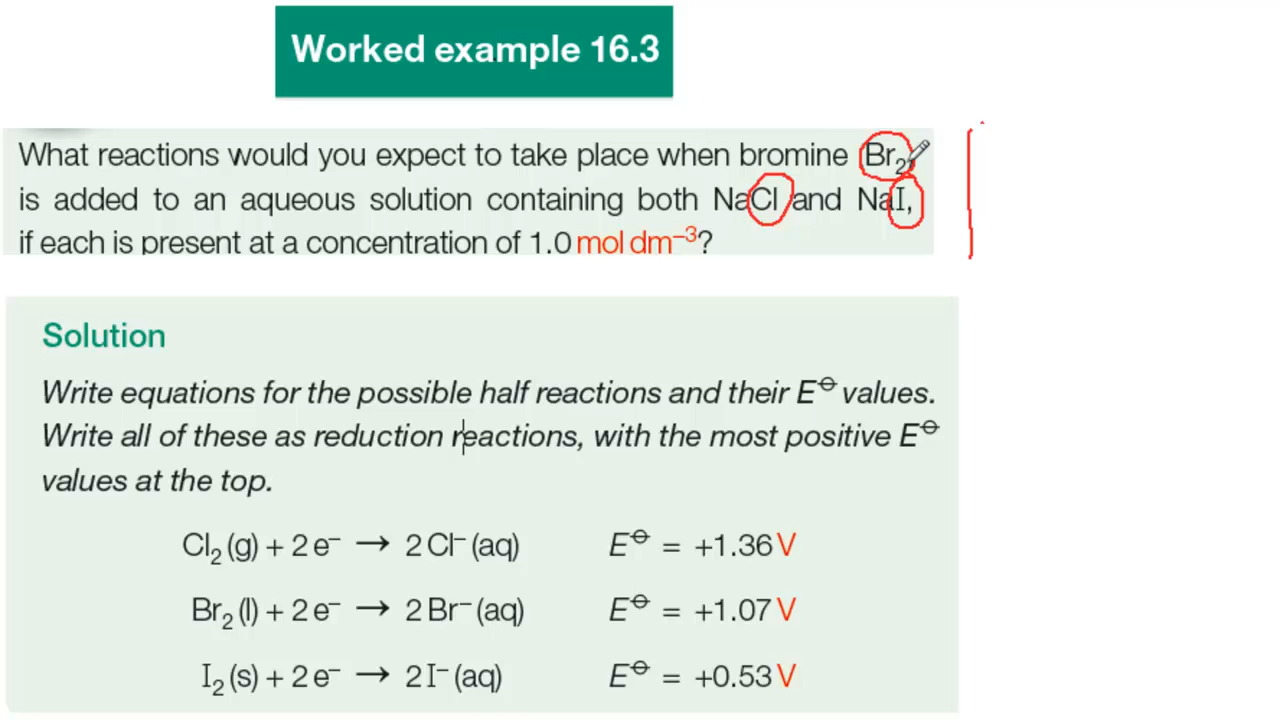 Worked example 16.3
What reactions would you expect to take place when bromine Br₂,
is added to an aqueous solution containing both NaCl and NaI,
if each is present at a concentration of 1.0 mol dm⁻³?
Solution
Write equations for the possible half reactions and their E⦵ values.
Write all of these as reduction reactions, with the most positive E⦵
values at the top.
Cl₂ (g) + 2 e⁻ → 2 Cl⁻ (aq) E⦵ = +1.36 V
Br₂ (l) + 2 e⁻ → 2 Br⁻ (aq) E⦵ = +1.07 V
I₂ (s) + 2 e⁻ → 2 I⁻ (aq) E⦵ = +0.53 V